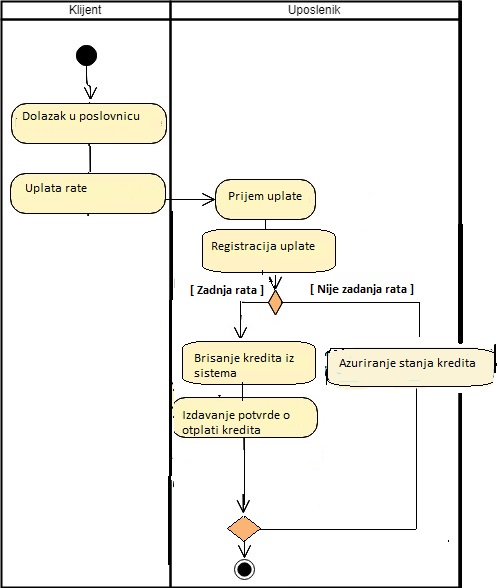 Klijent
Uposlenik
Dolazak u poslovnicu
Uplata rate
Prijem uplate
Registracija uplate
[ Zadnja rata ]
[ Nije zadanja rata ]
Brisanje kredita iz
sistema
Azuriranje stanja kredita
Izdavanje potvrde o
otplati kredita